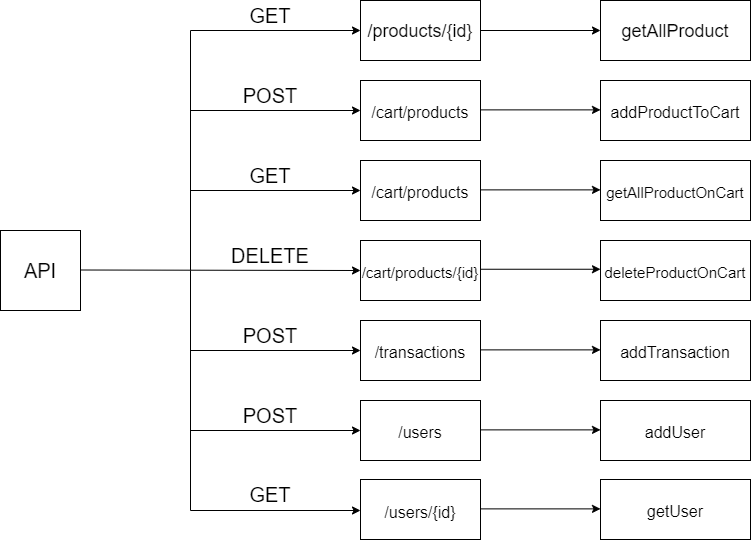 GET
/products/{id}
getAllProduct
POST
/cart/products
addProductToCart
GET
/cart/products
getAllProductOnCart
API
DELETE
/cart/products/{id}
deleteProductOnCart
POST
/transactions
addTransaction
POST
/users
addUser
GET
/users/{id}
getUser